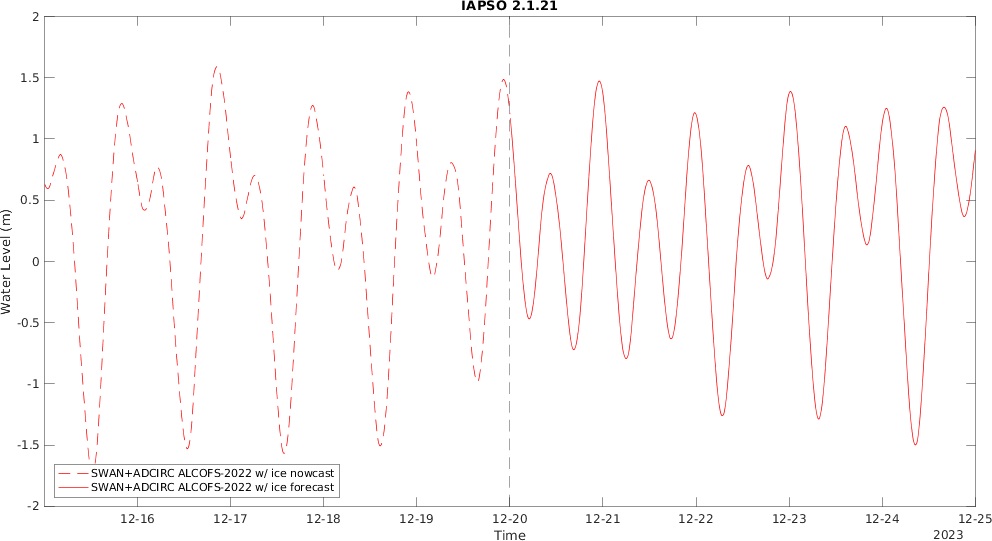 IAPSO 2.1.21
2
1.5
1
0.5
0
-0.5
-1
-1.5
-2
Water Level (m)
SWAN+ADCIRC ALCOFS-2022 w/ ice nowcast
SWAN+ADCIRC ALCOFS-2022 w/ ice forecast
12-16 12-17 12-18 12-19 12-20 12-21 12-22 12-23 12-24 12-25
Time
2023